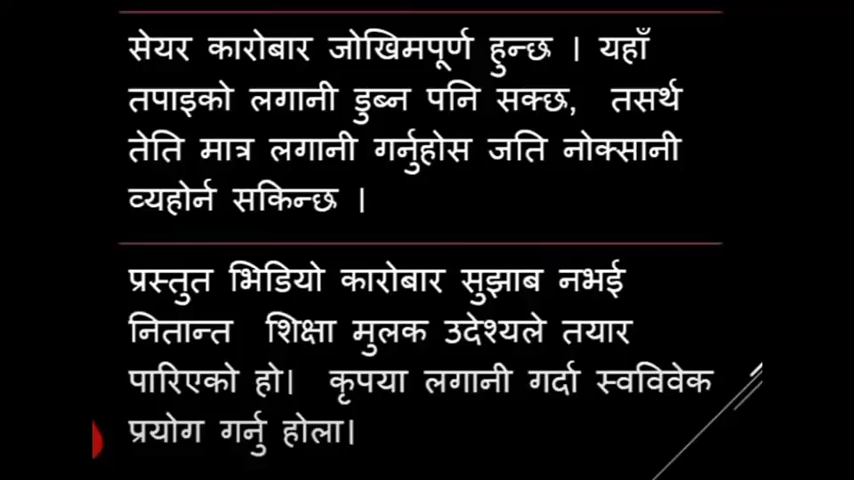 सेयर कारोबार जोखिमपूर्ण हुन्छ । यहाँ
तपाइको लगानी डुब्न पनि सक्छ, तसर्थ
तेति मात्र लगानी गर्नुहोस जति नोक्सानी
व्यहोर्न सकिन्छ ।
प्रस्तुत भिडियो कारोबार सुझाब नभई
नितान्त शिक्षा मुलक उदेश्यले तयार
पारिएको हो। कृपया लगानी गर्दा स्वविवेक
प्रयोग गर्नु होला।